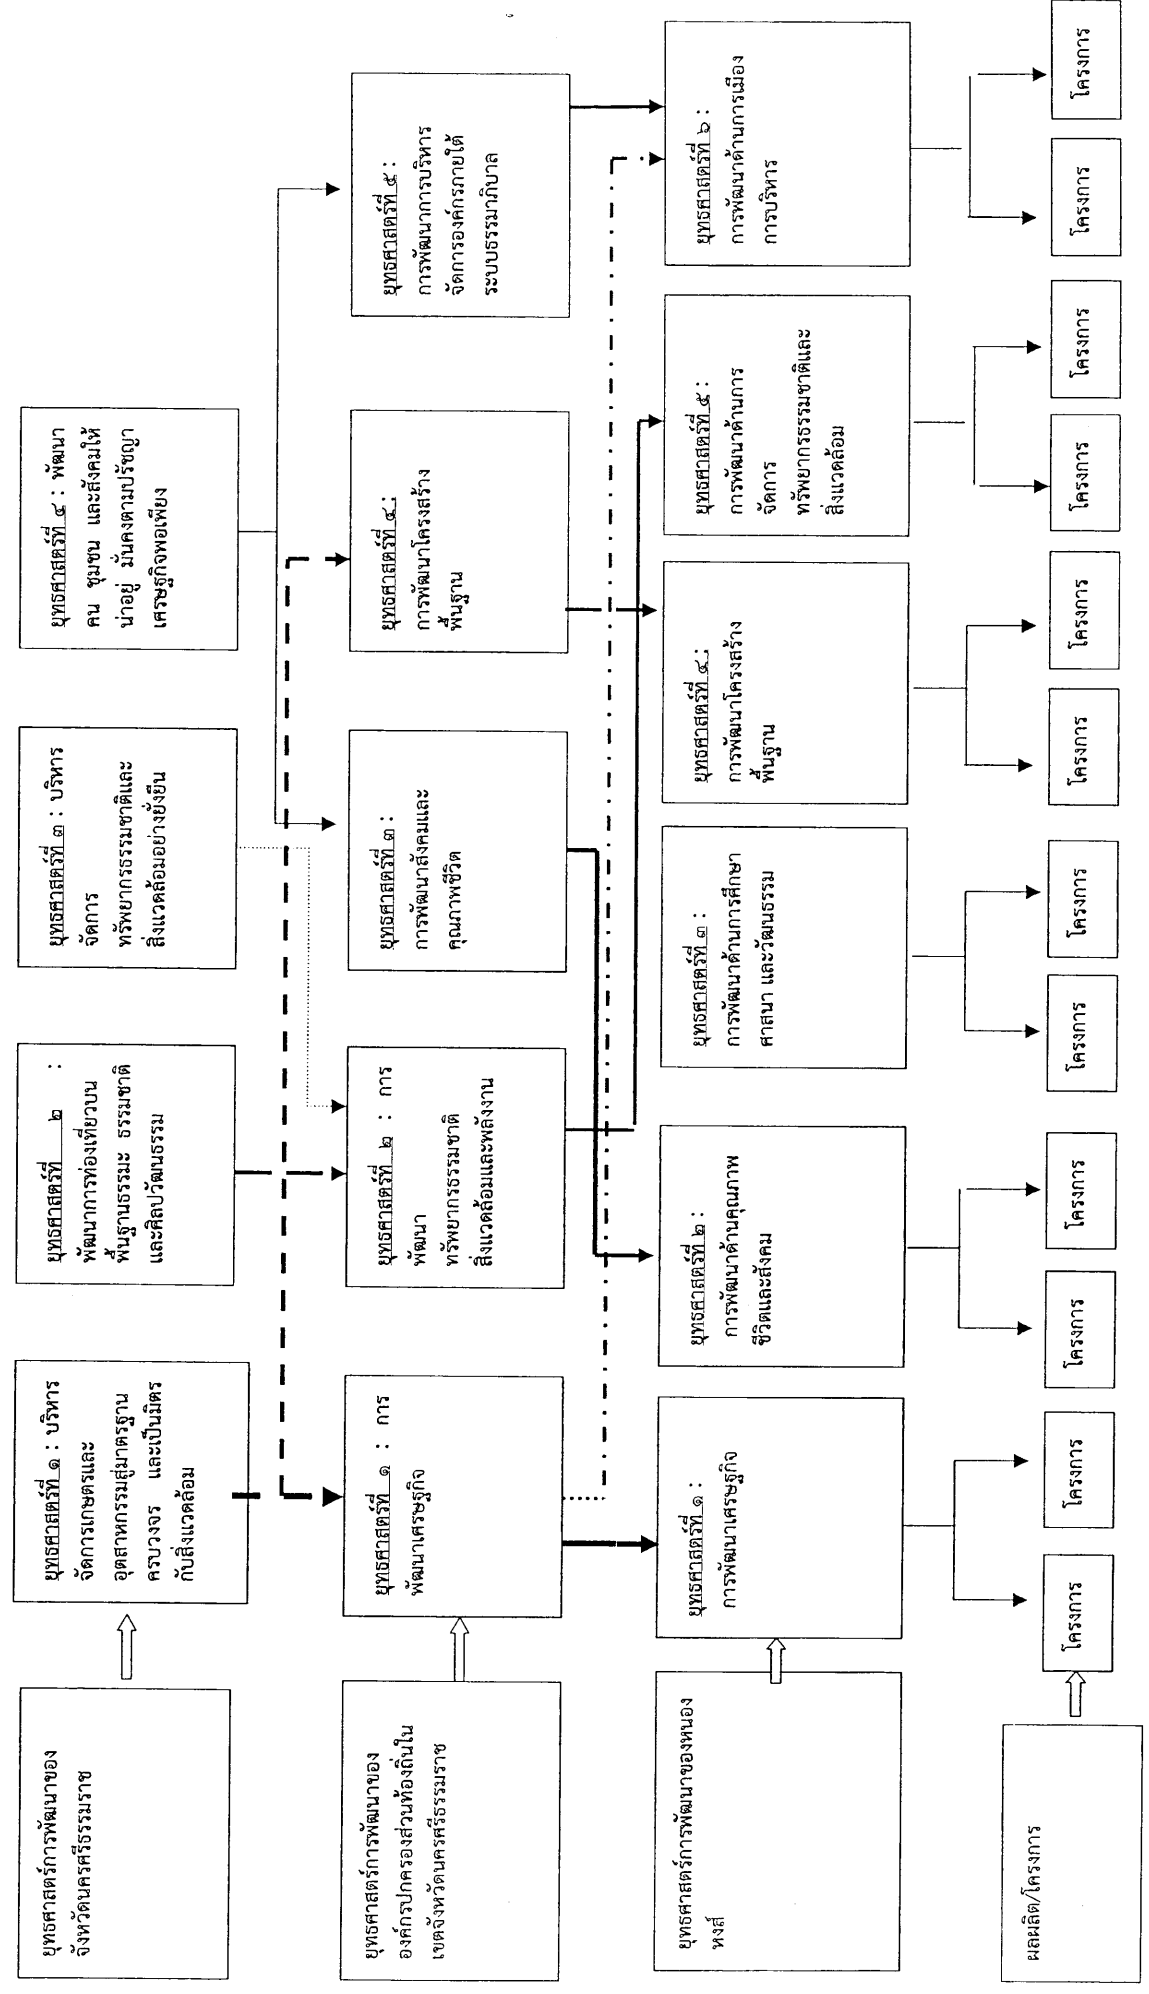 ยุทธศาสตร์การพัฒนาของ
จังหวัดนครศรีธรรมราช
ยุทธศาสตร์ที่ ๑ : บริหาร
จัดการเกษตรและ
อุตสาหกรรมสู่มาตรฐาน
ครบวงจร และเป็นมิตร
กับสิ่งแวดล้อม
ยุทธศาสตร์ที่ ๒ :
พัฒนาการท่องเที่ยวบน
พื้นฐานธรรมะ ธรรมชาติ
และศิลปวัฒนธรรม
ยุทธศาสตร์ที่ ๓ : บริหาร
จัดการ
ทรัพยากรธรรมชาติและ
สิ่งแวดล้อมอย่างยั่งยืน
ยุทธศาสตร์ที่ ๔ : พัฒนา
คน ชุมชน และสังคมให้
น่าอยู่ มั่นคงตามปรัชญา
เศรษฐกิจพอเพียง
ยุทธศาสตร์การพัฒนาของ
องค์กรปกครองส่วนท้องถิ่นใน
เขตจังหวัดนครศรีธรรมราช
ยุทธศาสตร์ที่ ๑ : การ
พัฒนาเศรษฐกิจ
ยุทธศาสตร์ที่ ๒ : การ
พัฒนา
ทรัพยากรธรรมชาติ
สิ่งแวดล้อมและพลังงาน
ยุทธศาสตร์ที่ ๓ :
การพัฒนาสังคมและ
คุณภาพชีวิต
ยุทธศาสตร์ที่ ๔ :
การพัฒนาโครงสร้าง
พื้นฐาน
ยุทธศาสตร์ที่ ๕ :
การพัฒนาการบริหาร
จัดการองค์กรภายใต้
ระบบธรรมาภิบาล
ยุทธศาสตร์การพัฒนาของหนอง
หงส์
ยุทธศาสตร์ที่ ๑ :
การพัฒนาเศรษฐกิจ
ยุทธศาสตร์ที่ ๒ :
การพัฒนาด้านคุณภาพ
ชีวิตและสังคม
ยุทธศาสตร์ที่ ๓ :
การพัฒนาด้านการศึกษา
ศาสนา และวัฒนธรรม
ยุทธศาสตร์ที่ ๔ :
การพัฒนาโครงสร้าง
พื้นฐาน
ยุทธศาสตร์ที่ ๕ :
การพัฒนาด้านการ
จัดการ
ทรัพยากรธรรมชาติและ
สิ่งแวดล้อม
ยุทธศาสตร์ที่ ๖ :
การพัฒนาด้านการเมือง
การบริหาร
ผลผลิต/โครงการ
โครงการ
โครงการ
โครงการ
โครงการ
โครงการ
โครงการ
โครงการ
โครงการ
โครงการ
โครงการ
โครงการ
โครงการ